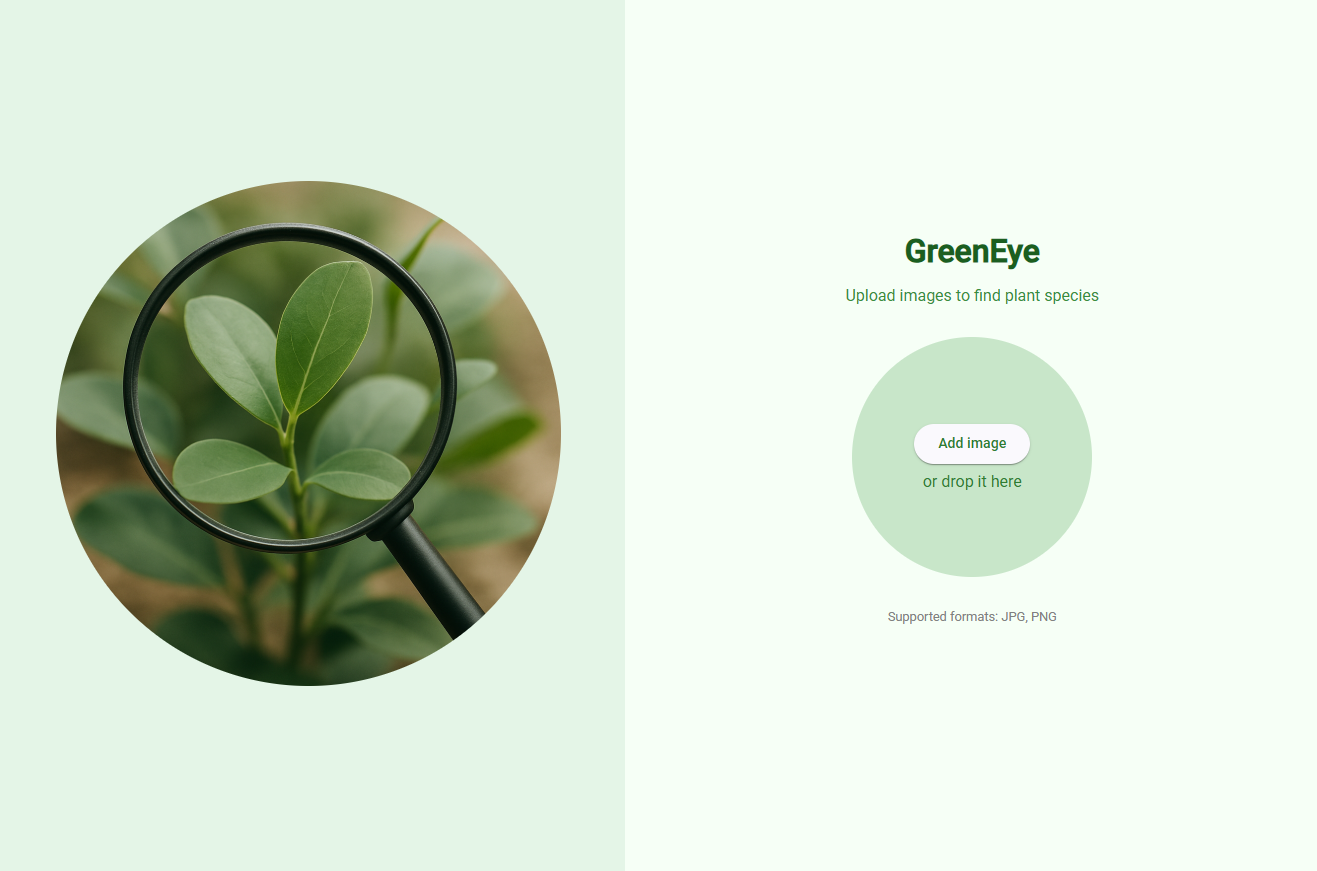 GreenEye
Upload images to find plant species
Add image
or drop it here
Supported formats: JPG, PNG